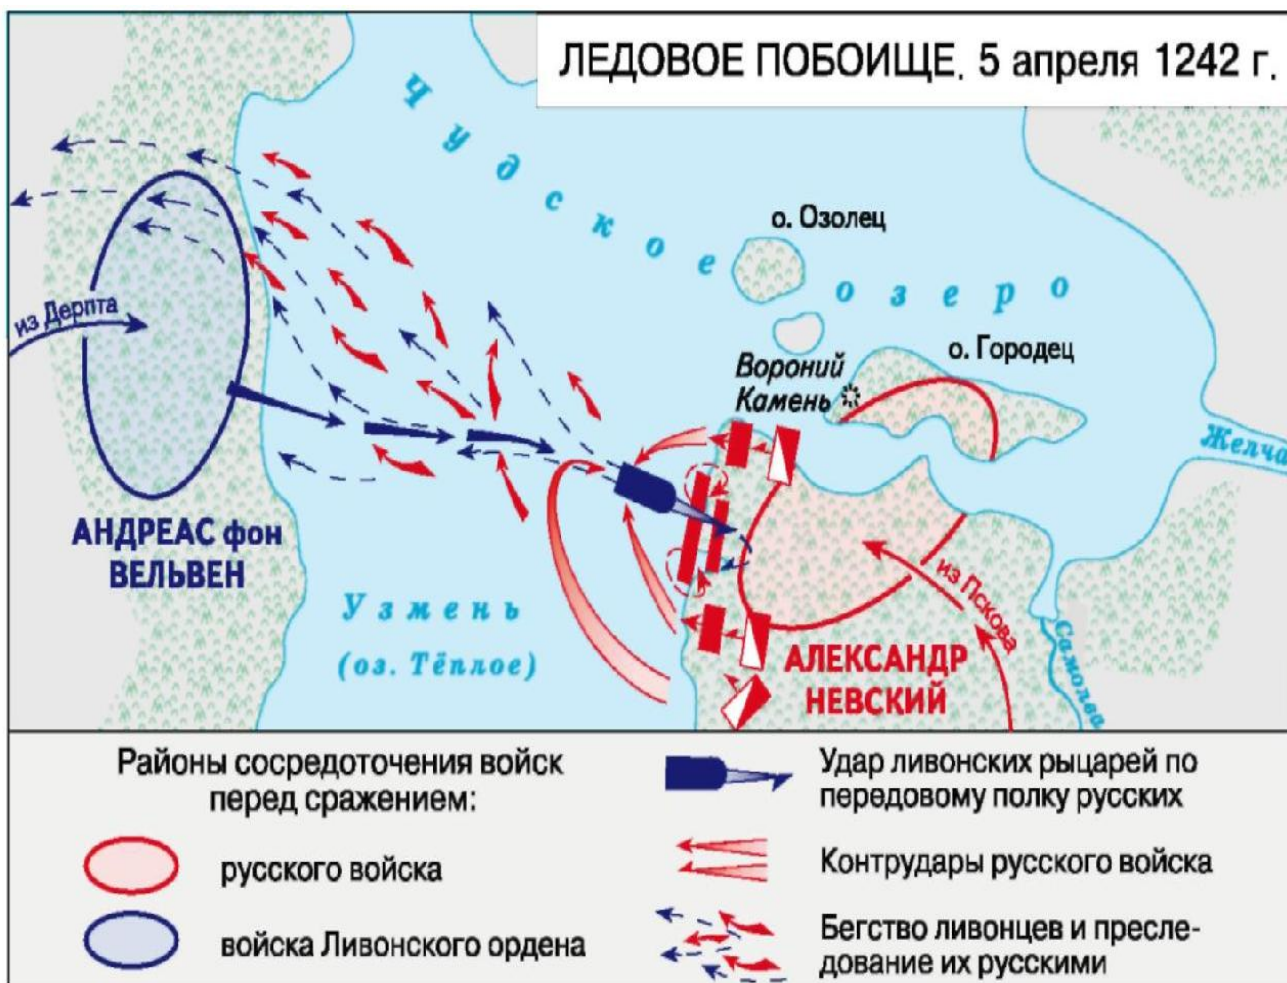 ЛЕДОВОЕ ПОБОИЩЕ, 5 апреля 1242 г.
Чудское озеро
о. Озолец
о. Городец
Вороний
Камень
Желча
из Дерпта
АНДРЕАС фон
ВЕЛЬВЕН
Узмень
(оз. Тёплое)
из Пскова
АЛЕКСАНДР
НЕВСКИЙ
Самолва
Районы сосредоточения войск
перед сражением:
русского войска
войска Ливонского ордена
Удар ливонских рыцарей по
передовому полку русских
Контрудары русского войска
Бегство ливонцев и пресле-
дование их русскими